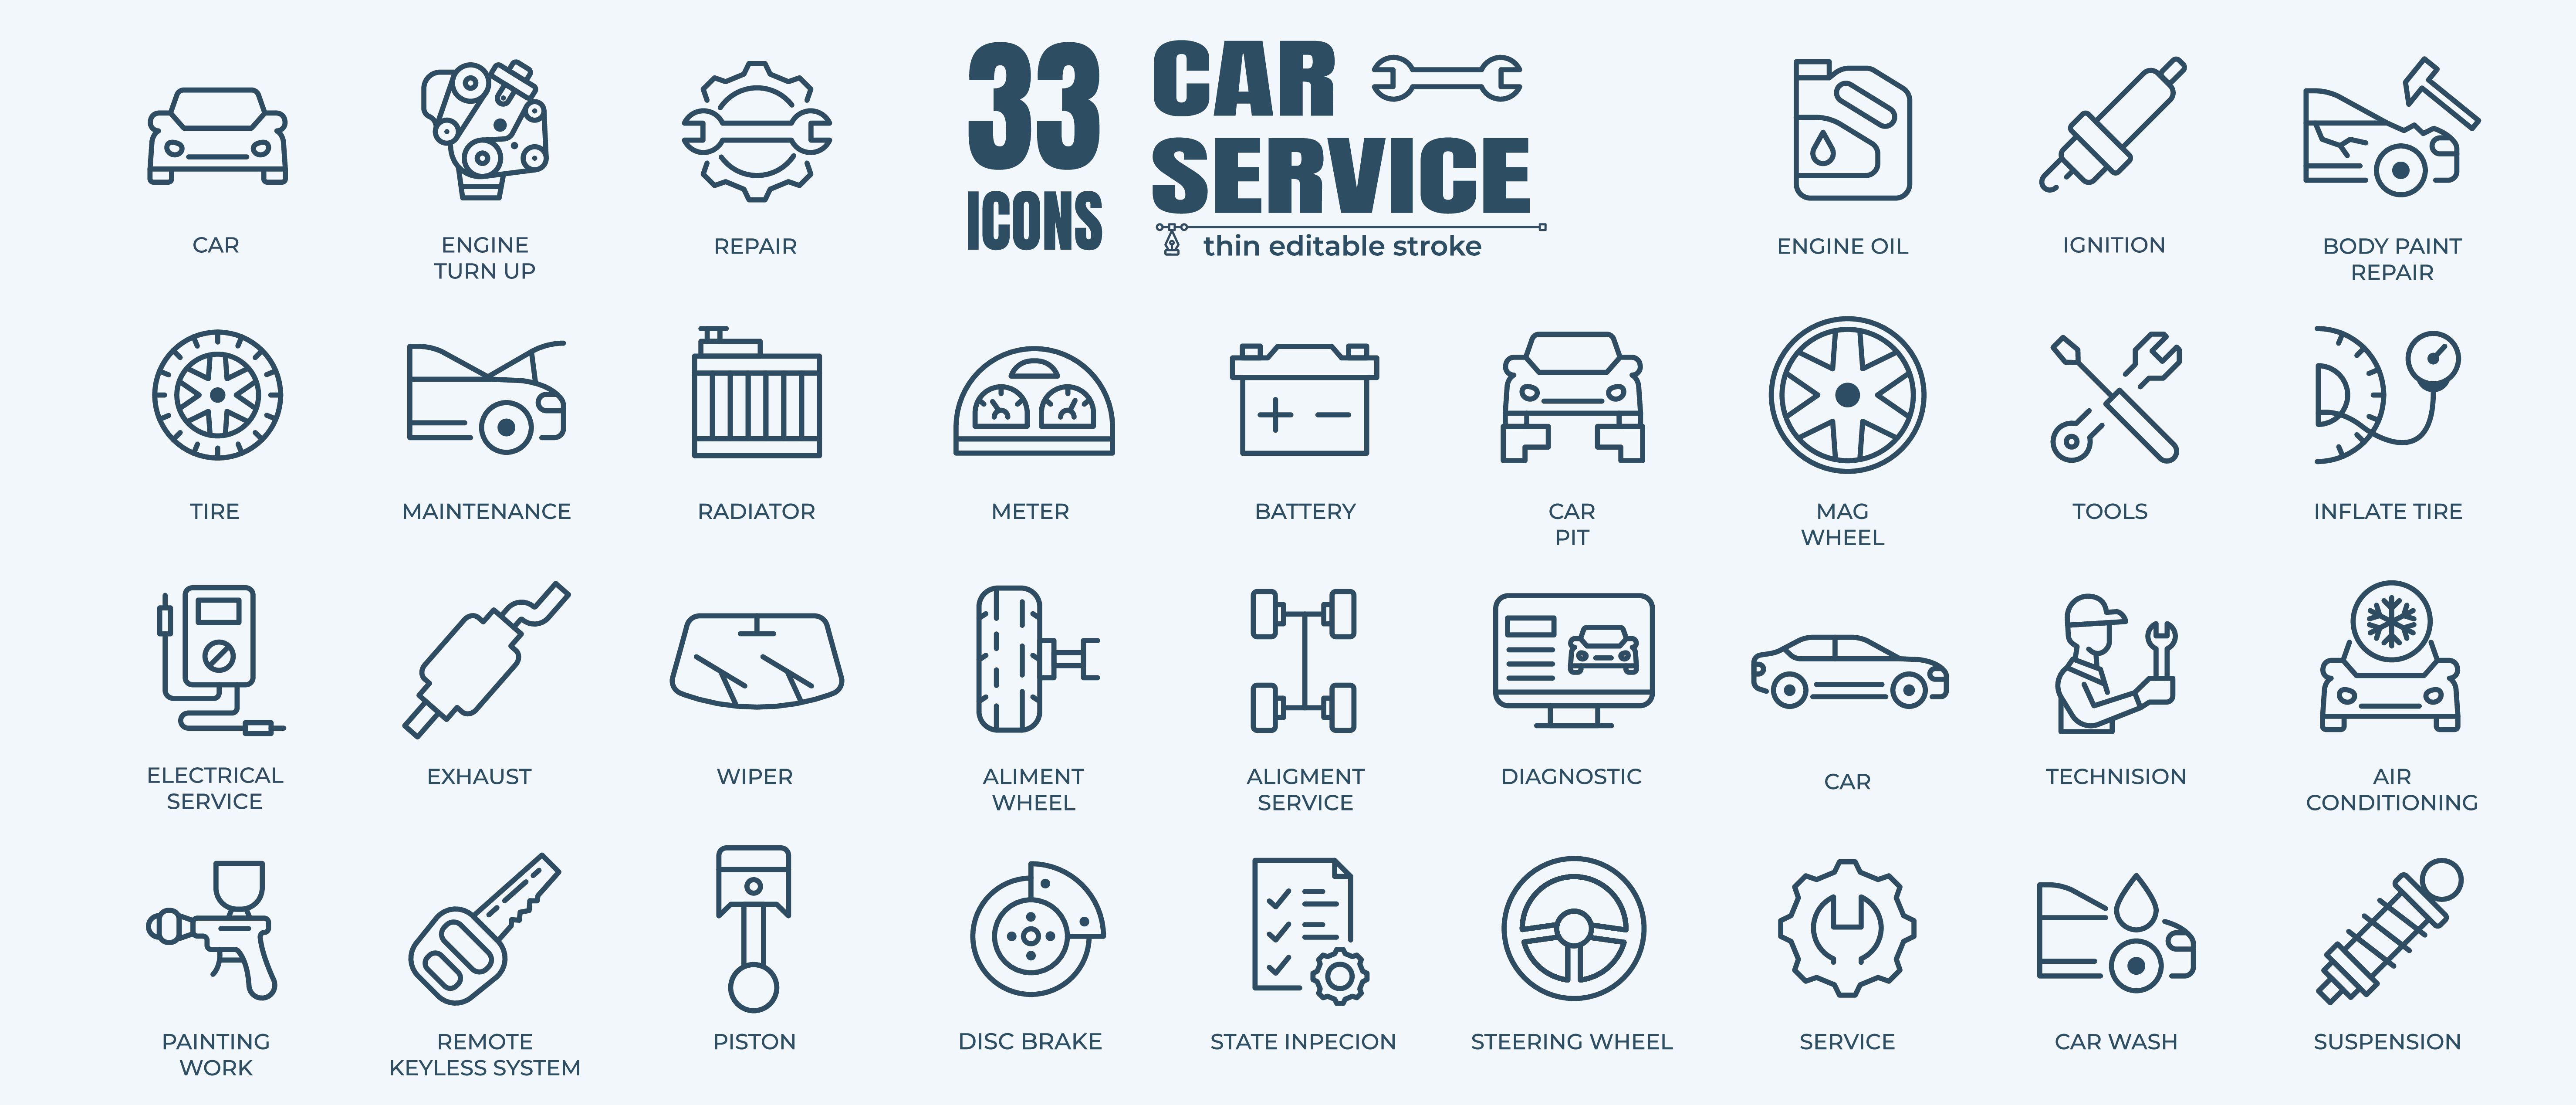 33
ICONS
CAR
SERVICE
thin editable stroke
CAR
ENGINE
TURN UP
REPAIR
ENGINE OIL
IGNITION
BODY PAINT
REPAIR
TIRE
MAINTENANCE
RADIATOR
METER
BATTERY
CAR
PIT
MAG
WHEEL
TOOLS
INFLATE TIRE
ELECTRICAL
SERVICE
EXHAUST
WIPER
ALIMENT
WHEEL
ALIGMENT
SERVICE
DIAGNOSTIC
CAR
TECHNISION
AIR
CONDITIONING
PAINTING
WORK
REMOTE
KEYLESS SYSTEM
PISTON
DISC BRAKE
STATE INPECION
STEERING WHEEL
SERVICE
CAR WASH
SUSPENSION